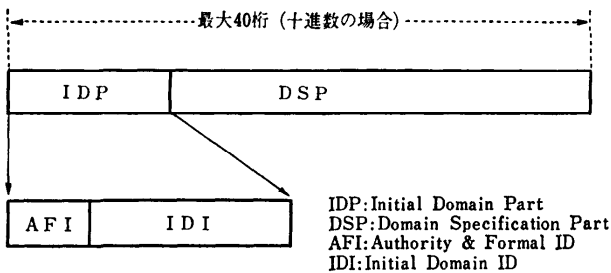 最大40桁 (十進数の場合)
IDP DSP
AFI IDI
IDP:Initial Domain Part
DSP:Domain Specification Part
AFI:Authority & Formal ID
IDI:Initial Domain ID